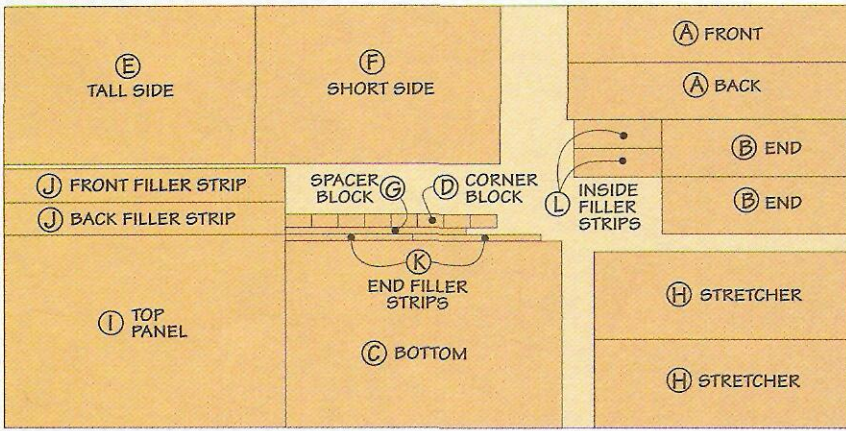 E
TALL SIDE
F
SHORT SIDE
A FRONT
A BACK
B END
B END
L INSIDE
FILLER
STRIPS
J FRONT FILLER STRIP
J BACK FILLER STRIP
SPACER
BLOCK G
D CORNER
BLOCK
K
END FILLER
STRIPS
I TOP
PANEL
C BOTTOM
H STRETCHER
H STRETCHER